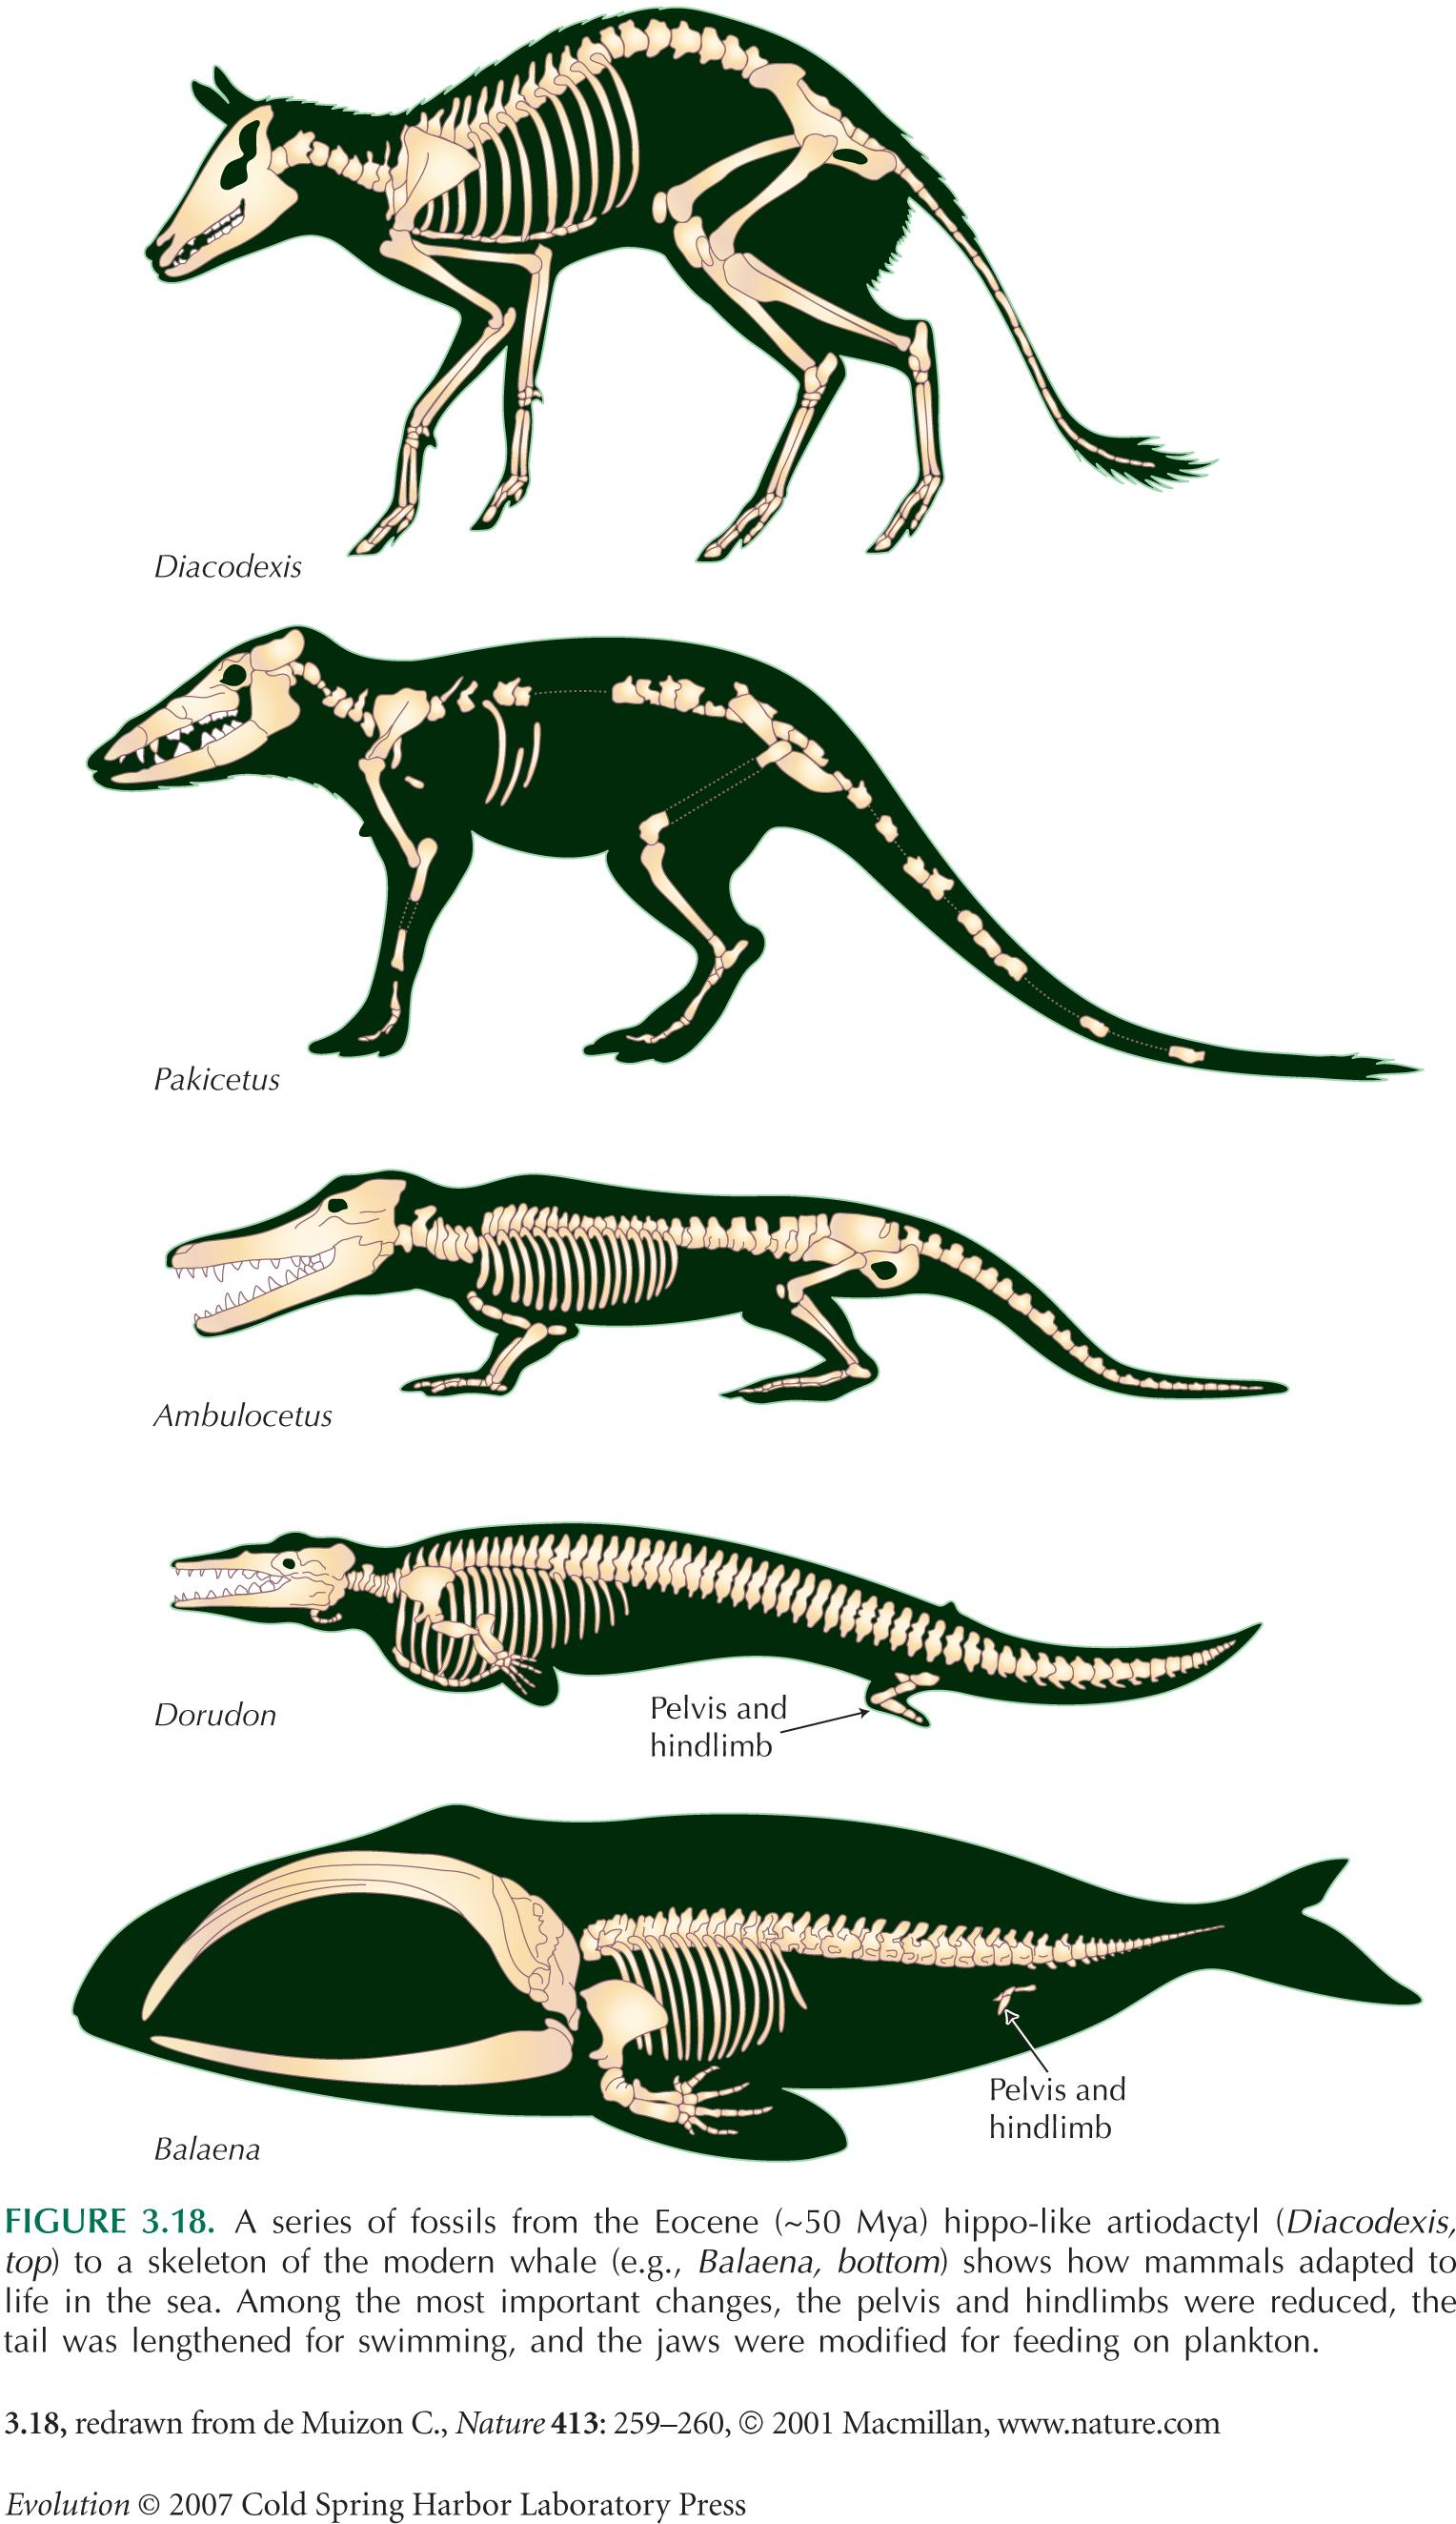 Diacodexis
Pakicetus
Ambulocetus
Dorudon
Pelvis and
hindlimb
Pelvis and
hindlimb
Balaena
FIGURE 3.18. A series of fossils from the Eocene (~50 Mya) hippo-like artiodactyl (Diacodexis,
top) to a skeleton of the modern whale (e.g., Balaena, bottom) shows how mammals adapted to
life in the sea. Among the most important changes, the pelvis and hindlimbs were reduced, the
tail was lengthened for swimming, and the jaws were modified for feeding on plankton.
3.18, redrawn from de Muizon C., Nature 413: 259–260, © 2001 Macmillan, www.nature.com
Evolution © 2007 Cold Spring Harbor Laboratory Press